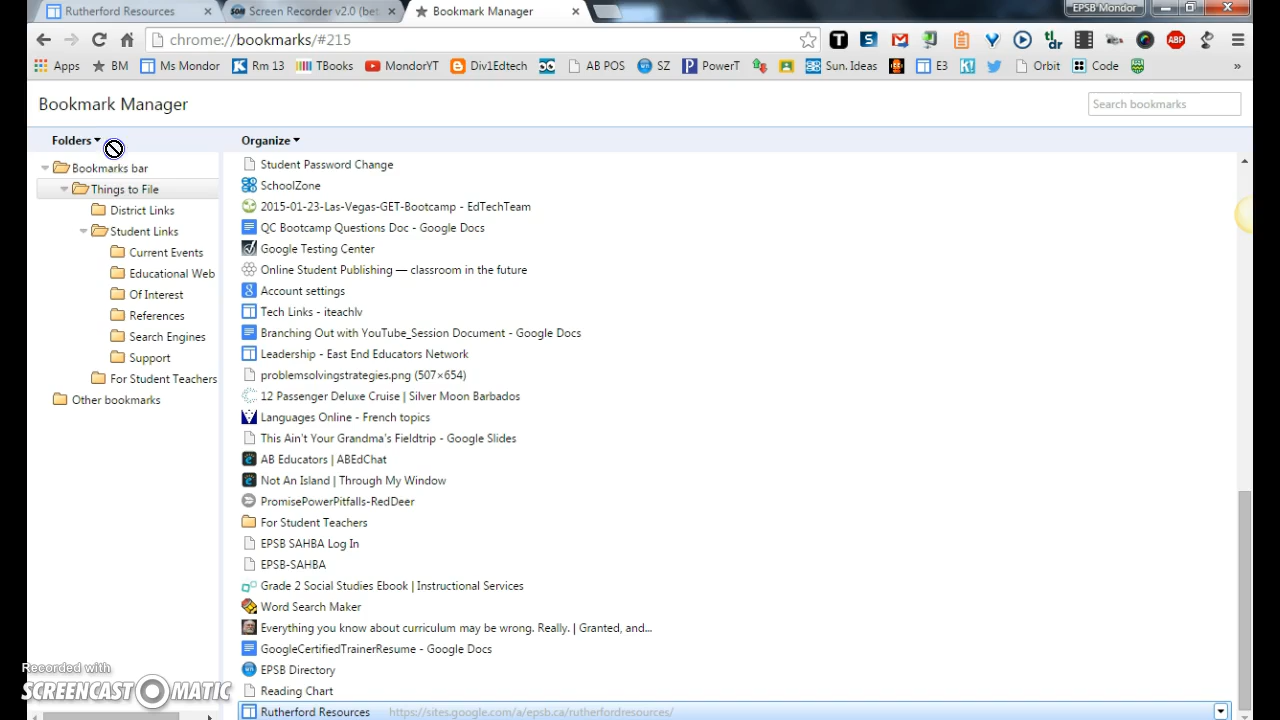 Rutherford Resources
Screen Recorder v2.0 (bet
Bookmark Manager
EPSB Mondor
chrome://bookmarks/#215
Apps BM Ms Mondor Rm 13 TBooks MondorYT Div1Edtech AB POS SZ PowerT Sun. Ideas E3 Orbit Code »
Bookmark Manager
Search bookmarks
Folders
Organize
Bookmarks bar
Things to File
District Links
Student Links
Current Events
Educational Web
Of Interest
References
Search Engines
Support
For Student Teachers
Other bookmarks
Student Password Change
SchoolZone
2015-01-23-Las-Vegas-GET-Bootcamp - EdTechTeam
QC Bootcamp Questions Doc - Google Docs
Google Testing Center
Online Student Publishing — classroom in the future
Account settings
Tech Links - iteachlv
Branching Out with YouTube_Session Document - Google Docs
Leadership - East End Educators Network
problemsolvingstrategies.png (507×654)
12 Passenger Deluxe Cruise | Silver Moon Barbados
Languages Online - French topics
This Ain't Your Grandma's Fieldtrip - Google Slides
AB Educators | ABEdChat
Not An Island | Through My Window
PromisePowerPitfalls-RedDeer
For Student Teachers
EPSB SAHBA Log In
EPSB-SAHBA
Grade 2 Social Studies Ebook | Instructional Services
Word Search Maker
Everything you know about curriculum may be wrong. Really. | Granted, and...
GoogleCertifiedTrainerResume - Google Docs
EPSB Directory
Reading Chart
Rutherford Resources https://sites.google.com/a/epsb.ca/rutherfordresources/
Recorded with
SCREENCAST MATIC